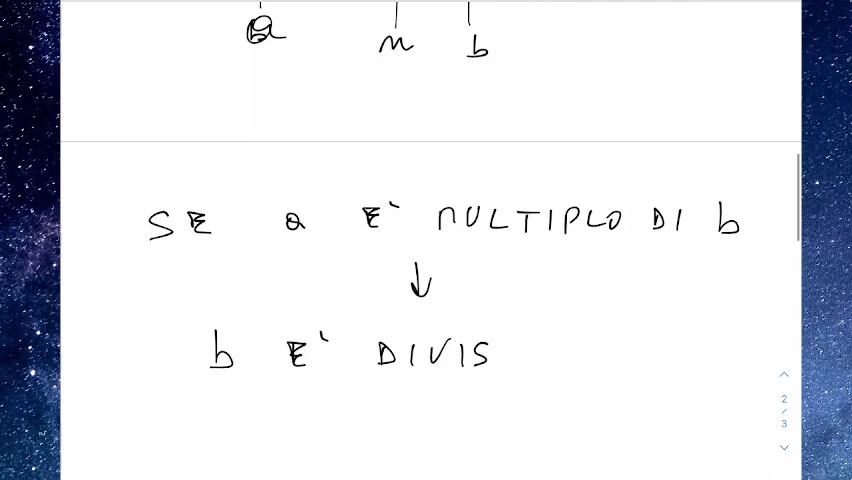 a n b
SE a E' MULTIPLO DI b
↓
b E' DIVIS
2
/
3